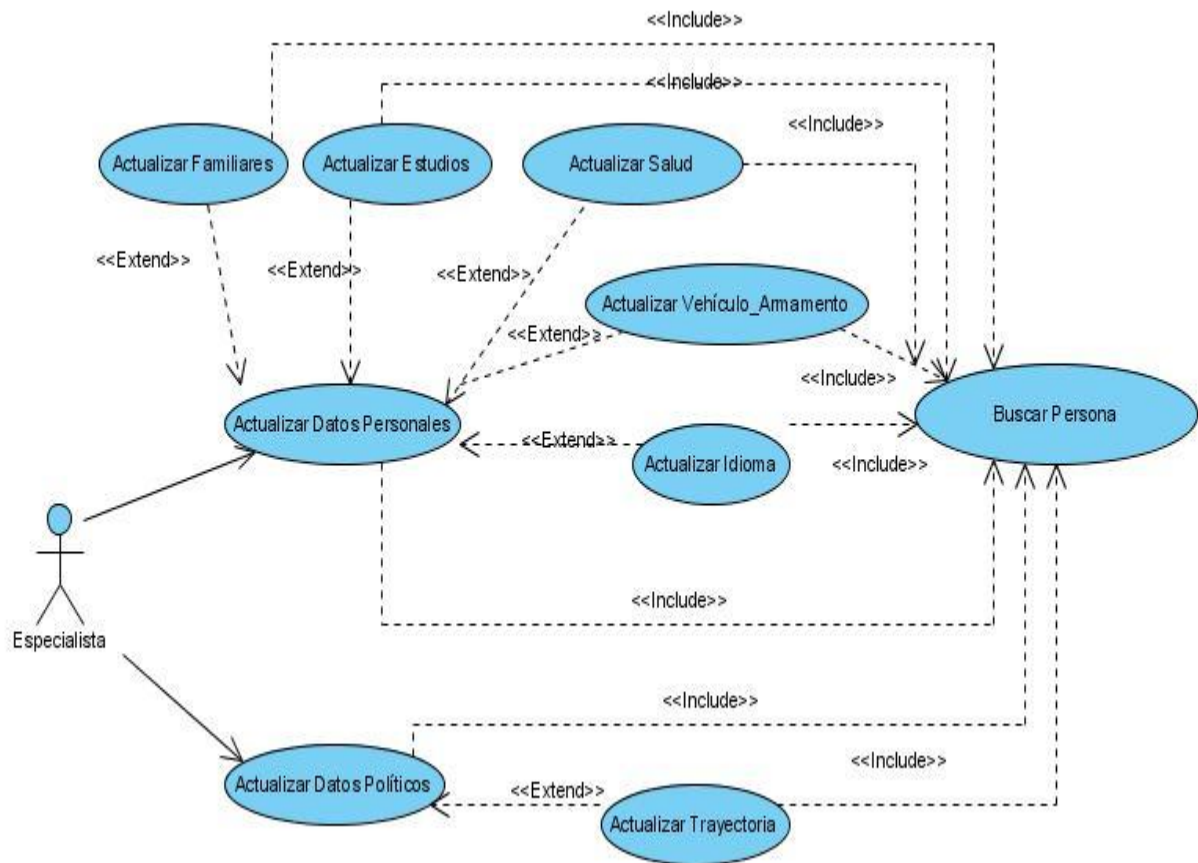 <<Include>>
<<Include>>
<<Include>>
Actualizar Familiares
Actualizar Estudios
Actualizar Salud
<<Extend>>
<<Extend>>
<<Extend>>
Actualizar Vehículo_Armamento
<<Extend>>
<<Include>>
Buscar Persona
Actualizar Datos Personales
<<Extend>>
Actualizar Idioma
<<Include>>
<<Include>>
Especialista
<<Include>>
<<Include>>
Actualizar Datos Políticos
<<Extend>>
Actualizar Trayectoria